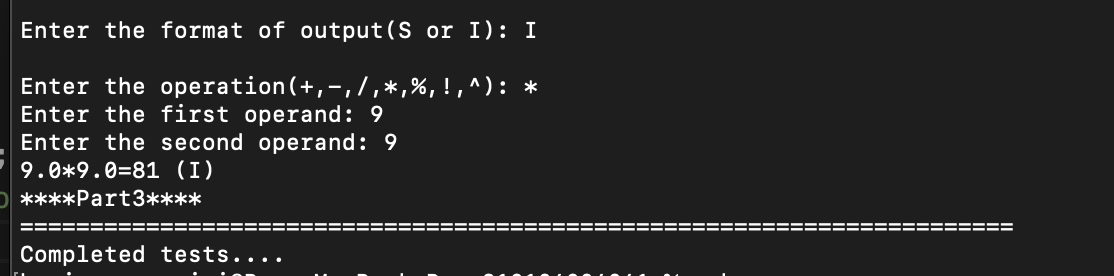 Enter the format of output(S or I): I
Enter the operation(+,-,/,*,%,!,^): *
Enter the first operand: 9
Enter the second operand: 9
9.0*9.0=81 (I)
****Part3****
=======================================================================
Completed tests....